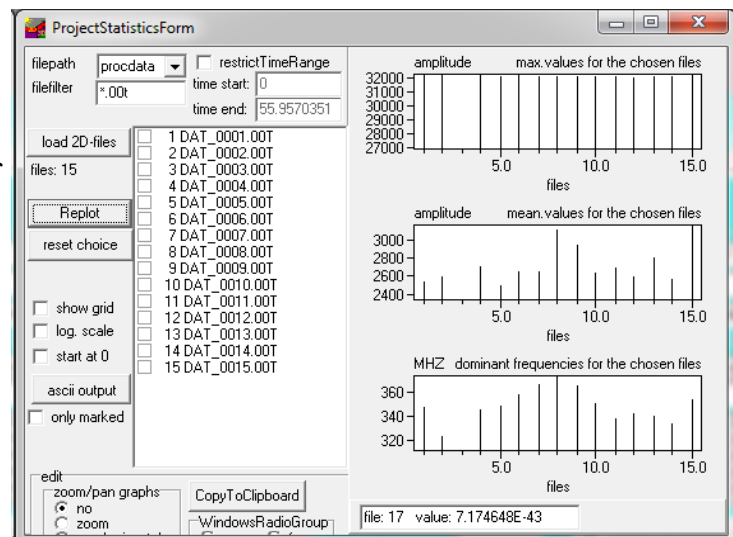 ProjectStatisticsForm
filepath procdata restrictTimeRange
filefilter *.00t time start: 0
time end: 55.9570351
load 2D-files
files: 15
Replot
reset choice
show grid
log. scale
start at 0
ascii output
only marked
1 DAT_0001.00T
2 DAT_0002.00T
3 DAT_0003.00T
4 DAT_0004.00T
5 DAT_0005.00T
6 DAT_0006.00T
7 DAT_0007.00T
8 DAT_0008.00T
9 DAT_0009.00T
10 DAT_0010.00T
11 DAT_0011.00T
12 DAT_0012.00T
13 DAT_0013.00T
14 DAT_0014.00T
15 DAT_0015.00T
edit
zoom/pan graphs
no
zoom
CopyToClipboard
WindowsRadioGroup
amplitude max.values for the chosen files
32000
31000
30000
29000
28000
27000
5.0 10.0 15.0
files
amplitude mean.values for the chosen files
3000
2800
2600
2400
5.0 10.0 15.0
files
MHZ dominant frequencies for the chosen files
360
340
320
5.0 10.0 15.0
files
file: 17 value: 7.174648E-43